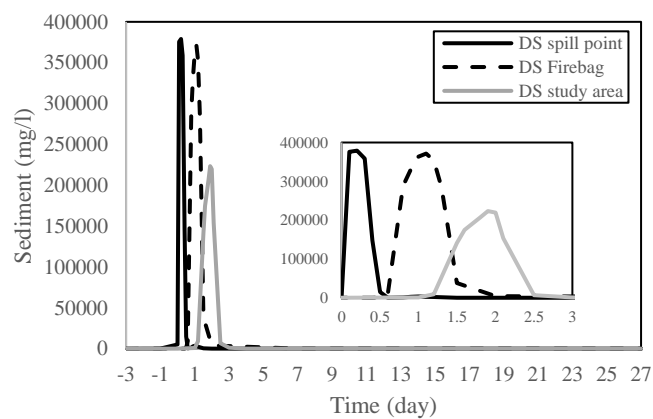 400000
350000
300000
250000
200000
150000
100000
50000
0
Sediment (mg/l)
DS spill point
DS Firebag
DS study area
400000
300000
200000
100000
0
0 0.5 1 1.5 2 2.5 3
-3 -1 1 3 5 7 9 11 13 15 17 19 21 23 25 27
Time (day)